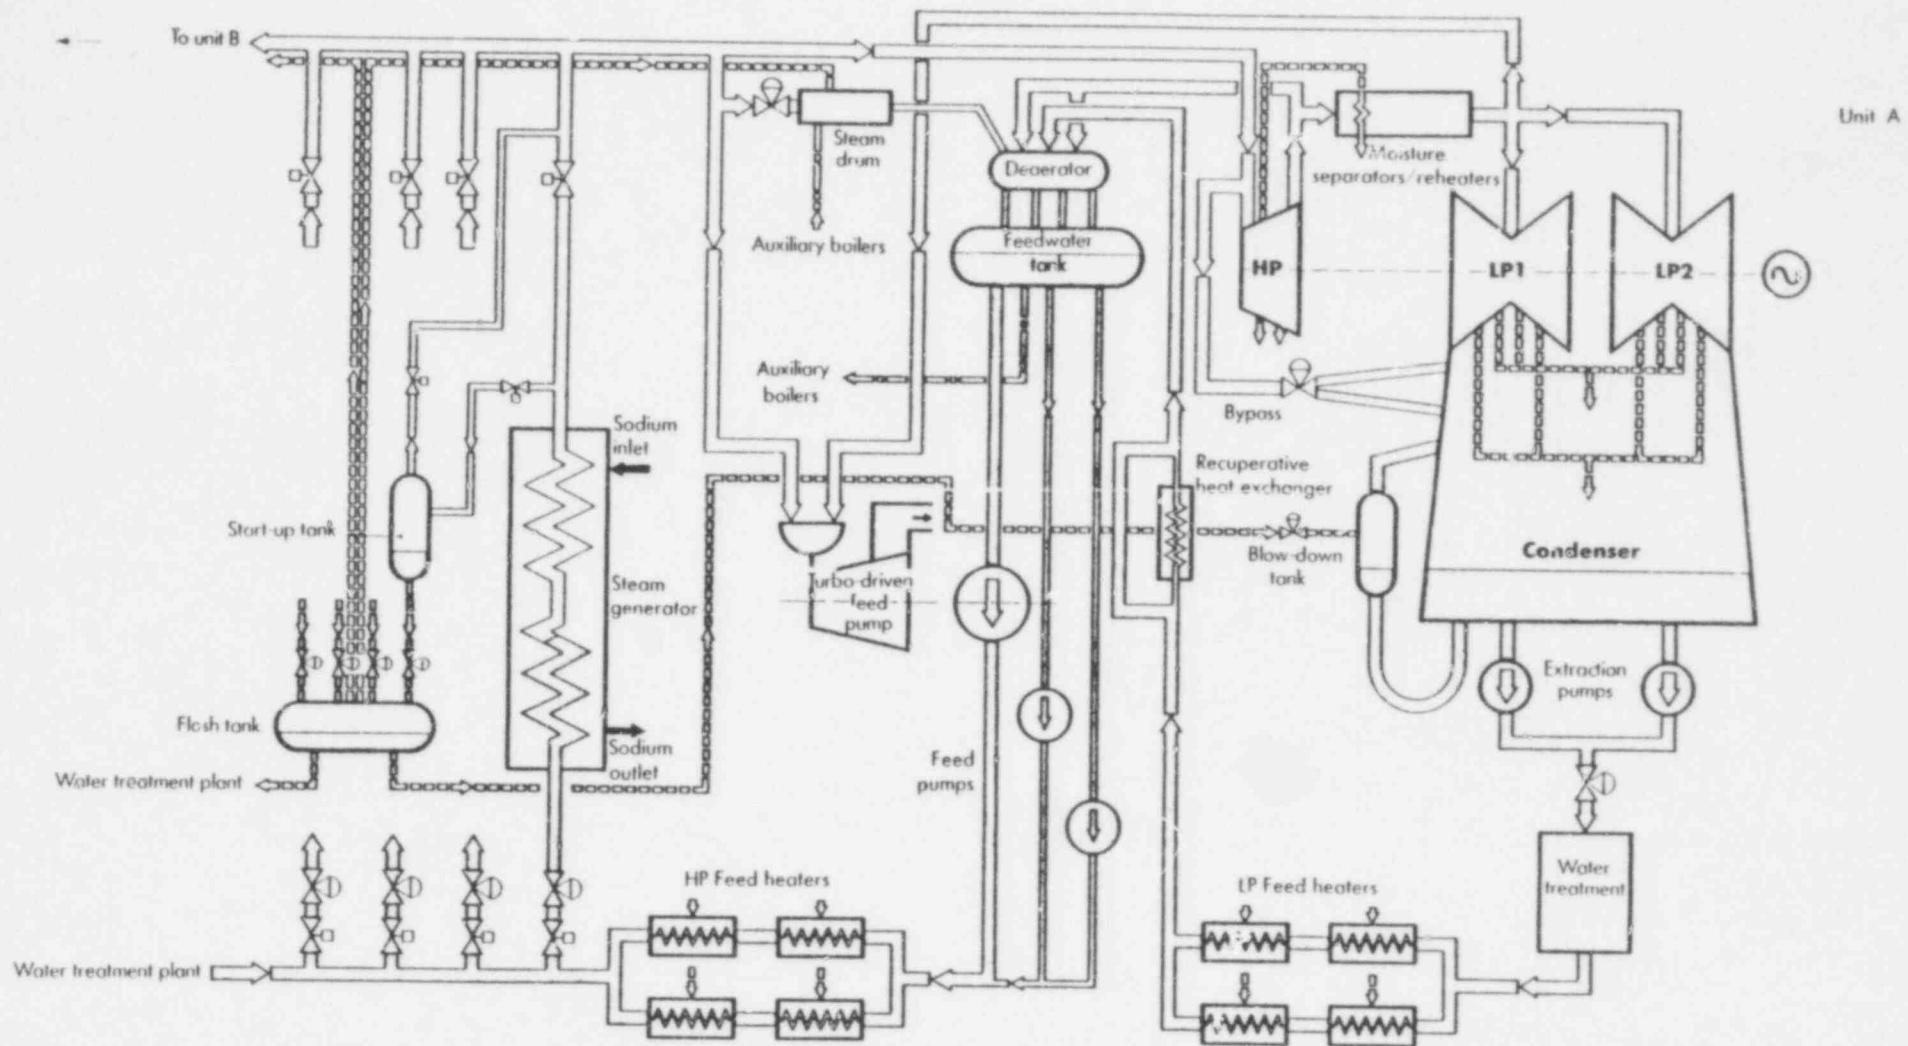 To unit B
Unit A
Steam
drum
Deaerator
Moisture
separators/reheaters
Auxiliary boilers
Feedwater
tank
HP
LP1
LP2
Auxiliary
boilers
Bypass
Sodium
inlet
Recuperative
heat exchanger
Start-up tank
Blow-down
tank
Condenser
Steam
generator
Turbo-driven
feed
pump
Extraction
pumps
Flash tank
Sodium
outlet
Feed
pumps
Water treatment plant
HP Feed heaters
LP Feed heaters
Water
treatment
Water treatment plant